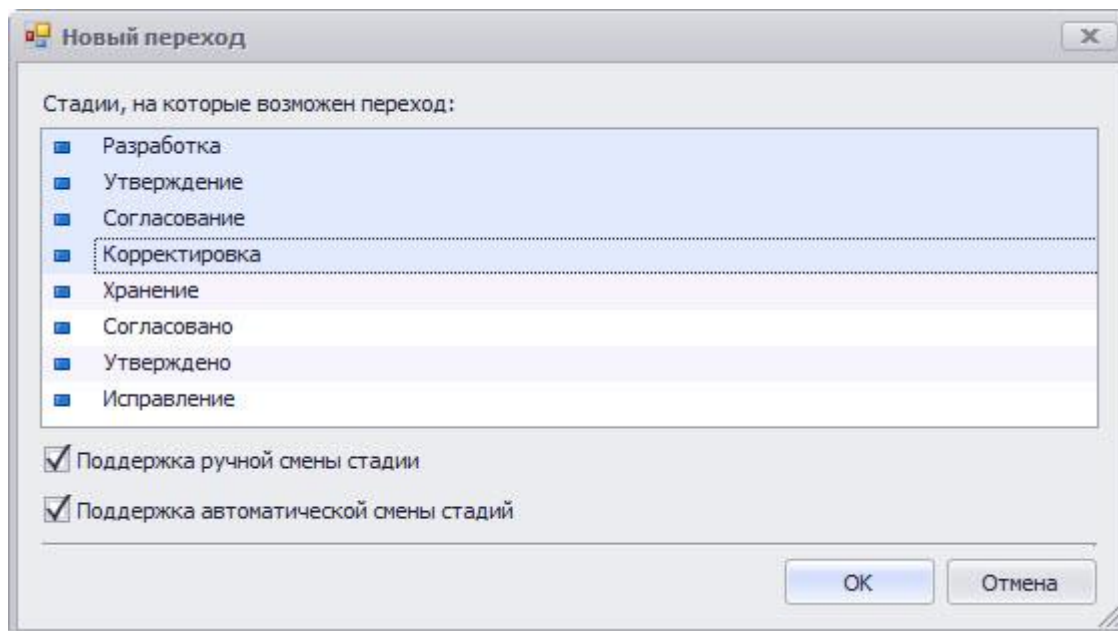 Новый переход
Стадии, на которые возможен переход:
Разработка
Утверждение
Согласование
Корректировка
Хранение
Согласовано
Утверждено
Исправление
Поддержка ручной смены стадии
Поддержка автоматической смены стадий
OK
Отмена